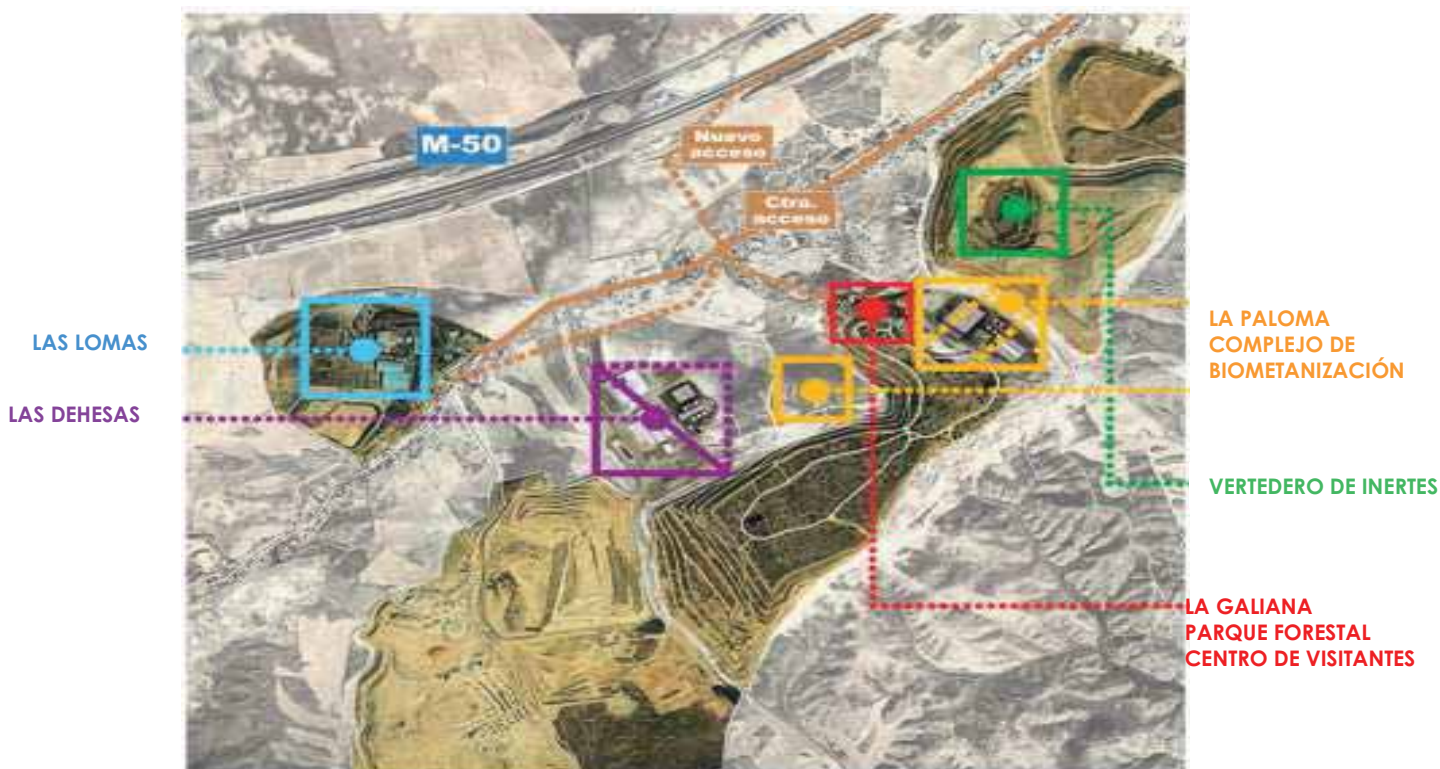 M-50
Nuevo
acceso
Ctra.
acceso
LAS LOMAS
LAS DEHESAS
LA PALOMA
COMPLEJO DE
BIOMETANIZACIÓN
VERTEDERO DE INERTES
LA GALIANA
PARQUE FORESTAL
CENTRO DE VISITANTES